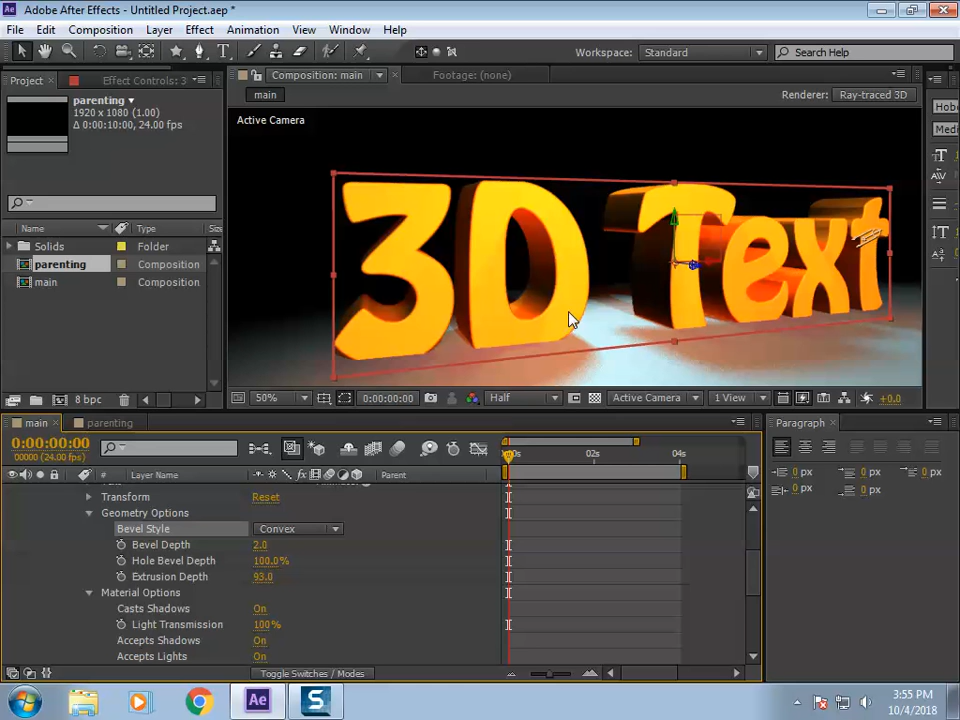 Adobe After Effects - Untitled Project.aep *
File Edit Composition Layer Effect Animation View Window Help
Workspace: Standard Search Help
Project Effect Controls: 3
Composition: main Footage: (none)
parenting
1920 x 1080 (1.00)
Δ 0:00:10:00, 24.00 fps
main
Renderer: Ray-traced 3D
Active Camera
Hobo
Med
3D Text
Name Type Size
Solids Folder
parenting Composition
main Composition
8 bpc
50% 0:00:00:00 Half Active Camera 1 View +0.0
main parenting
0:00:00:00
00000 (24.00 fps)
# Layer Name Parent
02s 04s
Transform Reset
Geometry Options
Bevel Style Convex
Bevel Depth 2.0
Hole Bevel Depth 100.0%
Extrusion Depth 93.0
Material Options
Casts Shadows On
Light Transmission 100%
Accepts Shadows On
Accepts Lights On
Toggle Switches / Modes
Paragraph
0 px 0 px 0 px
0 px 0 px
3:55 PM
10/4/2018